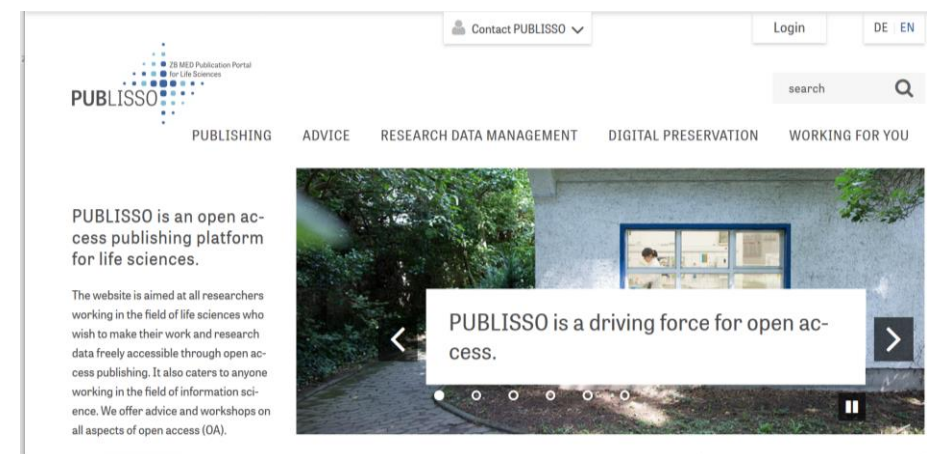 Contact PUBLISSO
Login
DE EN
ZB MED Publication Portal
for Life Sciences
PUBLISSO
search
PUBLISHING ADVICE RESEARCH DATA MANAGEMENT DIGITAL PRESERVATION WORKING FOR YOU
PUBLISSO is an open ac-
cess publishing platform
for life sciences.
The website is aimed at all researchers
working in the field of life sciences who
wish to make their work and research
data freely accessible through open ac-
cess publishing. It also caters to anyone
working in the field of information sci-
ence. We offer advice and workshops on
all aspects of open access (OA).
PUBLISSO is a driving force for open ac-
cess.